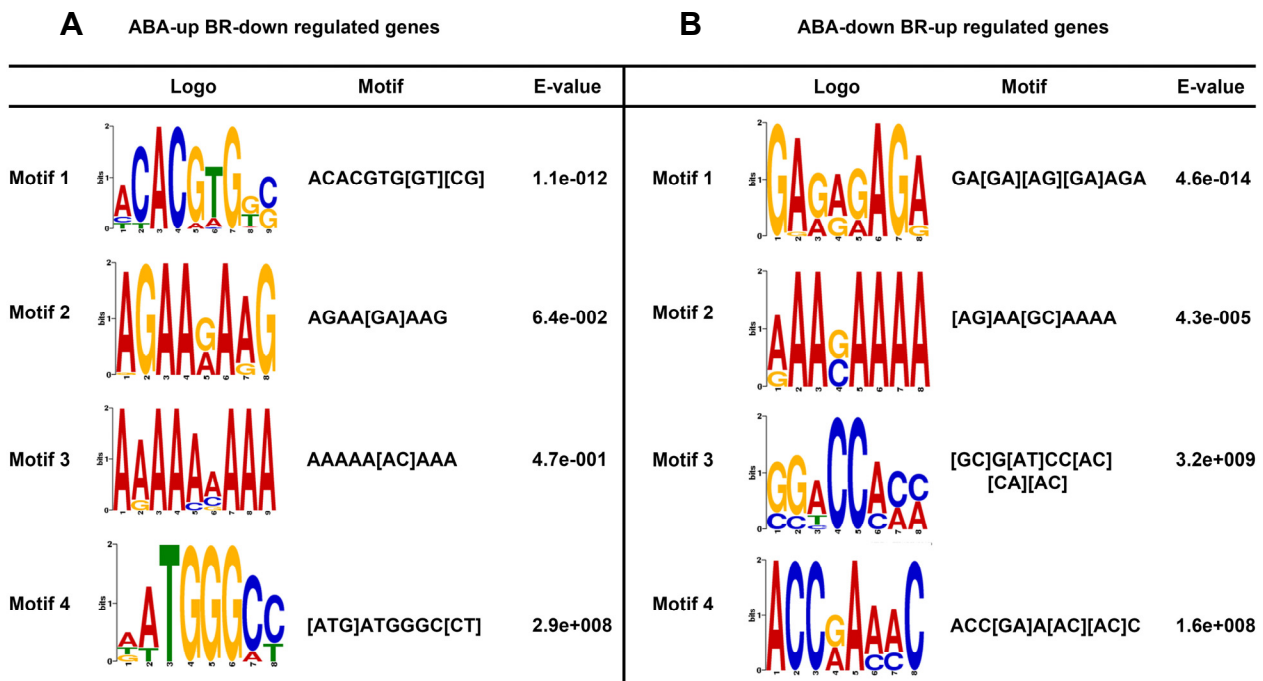 A ABA-up BR-down regulated genes
Logo Motif E-value
Motif 1 ACACGTG[GT][CG] 1.1e-012
Motif 2 AGAA[GA]AAG 6.4e-002
Motif 3 AAAAA[AC]AAA 4.7e-001
Motif 4 [ATG]ATGGGC[CT] 2.9e+008
B ABA-down BR-up regulated genes
Logo Motif E-value
Motif 1 GA[GA][AG][GA]AGA 4.6e-014
Motif 2 [AG]AA[GC]AAAA 4.3e-005
Motif 3 [GC]G[AT]CC[AC] 3.2e+009
[CA][AC]
Motif 4 ACC[GA]A[AC][AC]C 1.6e+008